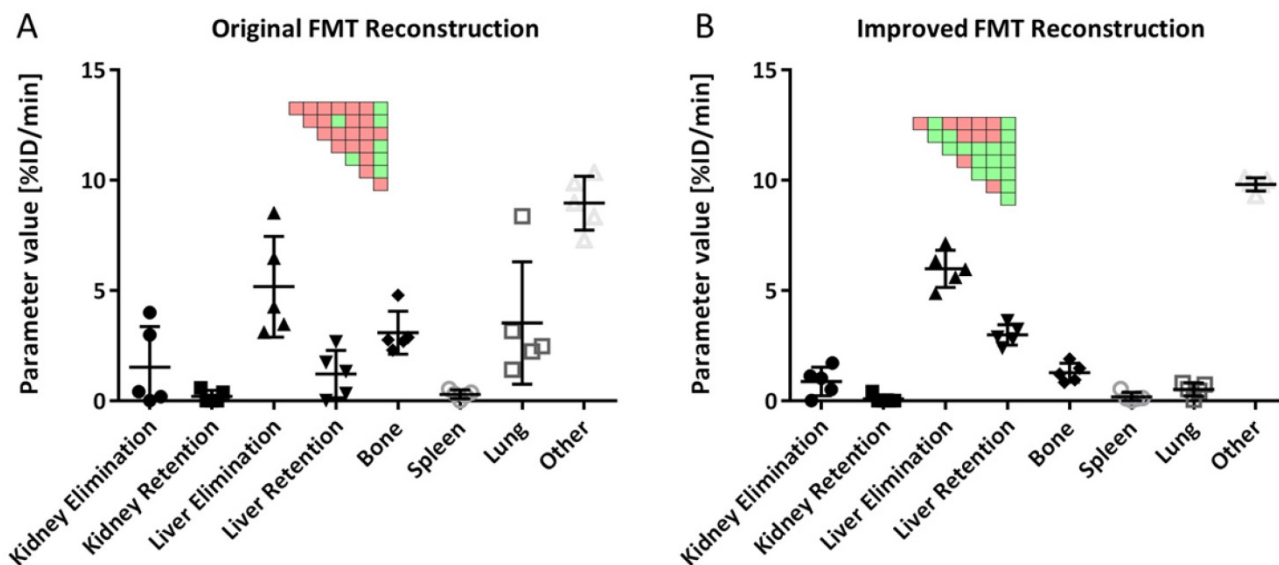 A
Original FMT Reconstruction
Parameter value [%ID/min]
15
10
5
0
Kidney Elimination
Kidney Retention
Liver Elimination
Liver Retention
Bone
Spleen
Lung
Other
B
Improved FMT Reconstruction
Parameter value [%ID/min]
15
10
5
0
Kidney Elimination
Kidney Retention
Liver Elimination
Liver Retention
Bone
Spleen
Lung
Other